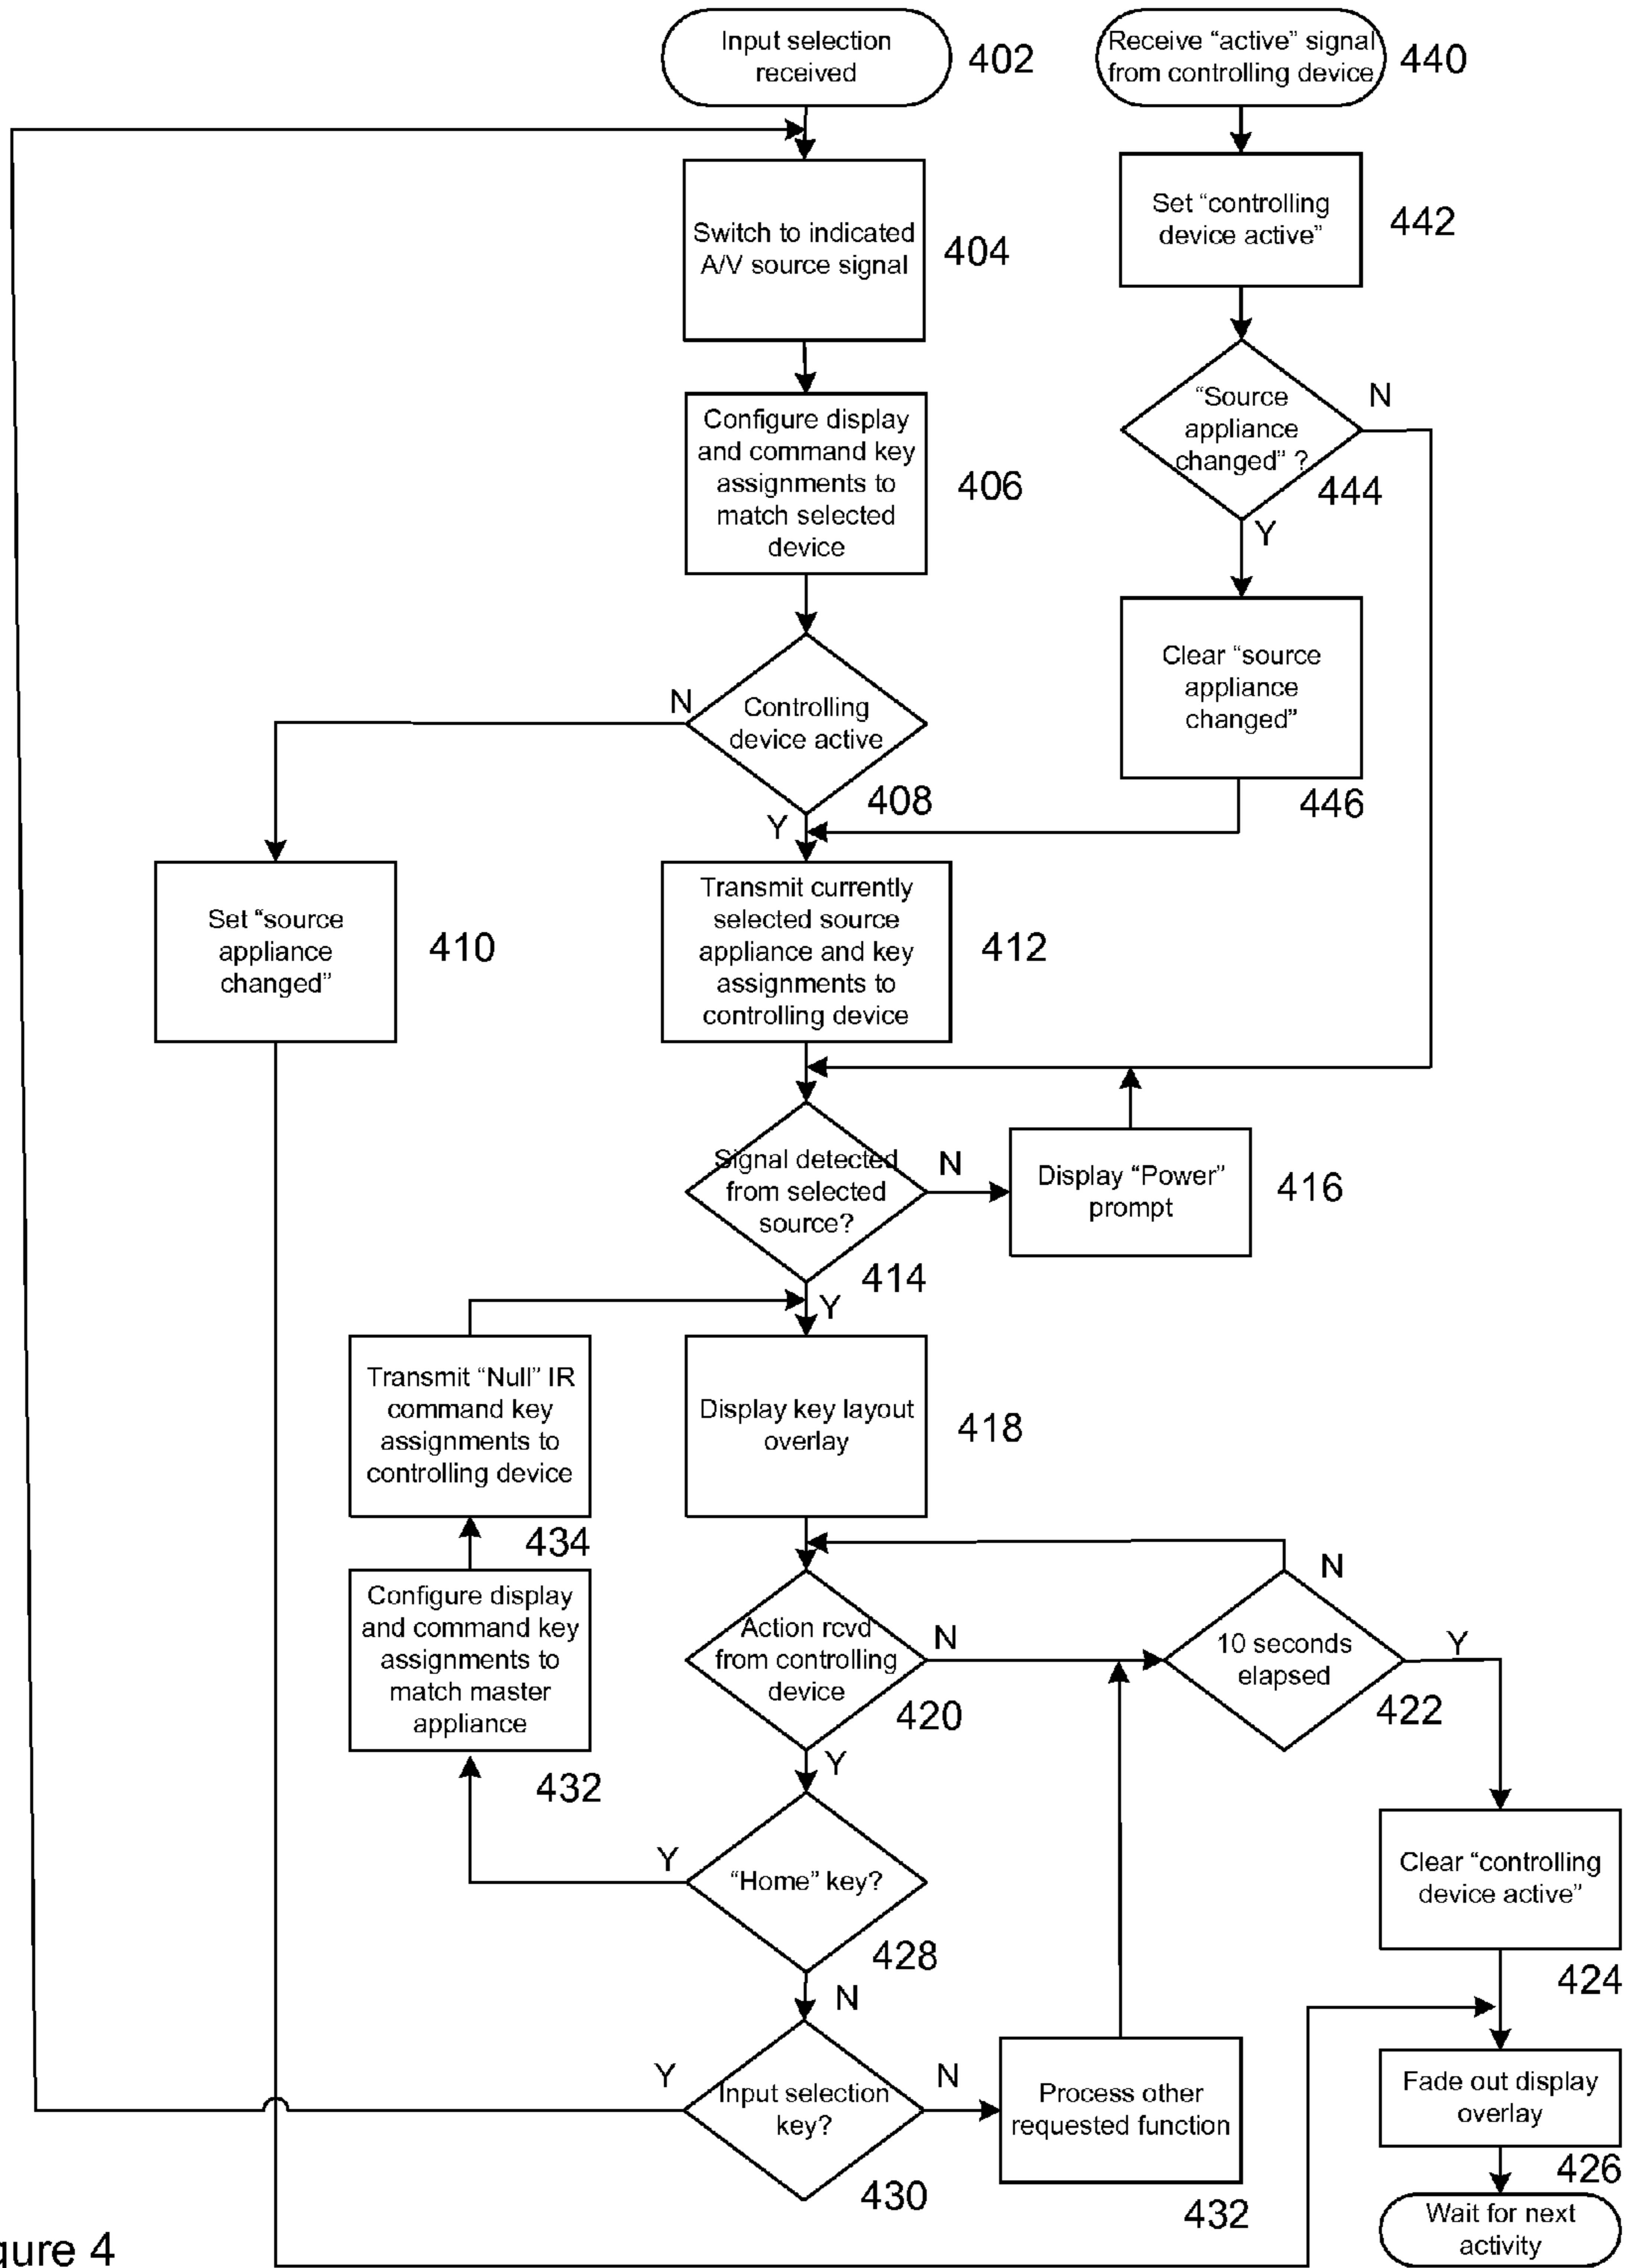 Input selection
received
402
Receive “active” signal
from controlling device
440
Switch to indicated
A/V source signal
404
Set “controlling
device active”
442
Configure display
and command key
assignments to
match selected
device
406
“Source
appliance
changed” ?
N
444
Y
Clear “source
appliance
changed”
446
N
Controlling
device active
408
Y
Set “source
appliance
changed”
410
Transmit currently
selected source
appliance and key
assignments to
controlling device
412
Signal detected
from selected
source?
N
414
Y
Display “Power”
prompt
416
Transmit “Null” IR
command key
assignments to
controlling device
434
Display key layout
overlay
418
Configure display
and command key
assignments to
match master
appliance
432
Action rcvd
from controlling
device
N
420
Y
N
10 seconds
elapsed
Y
422
Y
“Home” key?
428
N
Clear “controlling
device active”
424
Y
Input selection
key?
N
430
Process other
requested function
432
Fade out display
overlay
426
Wait for next
activity
gure 4